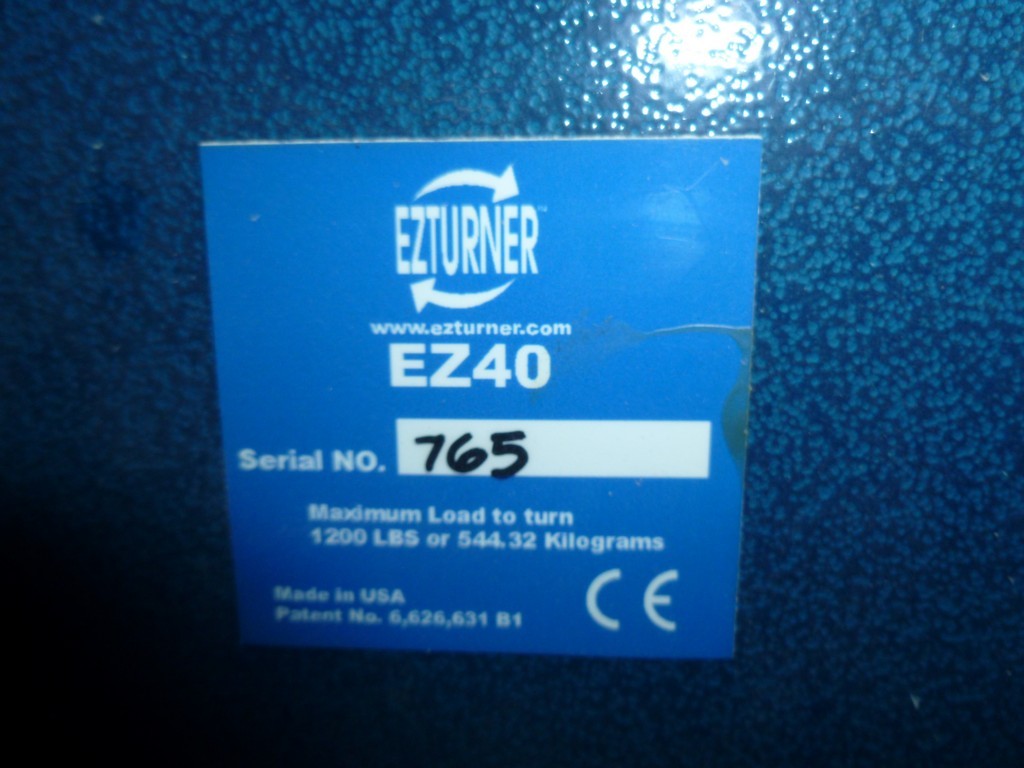 EZTURNER™
www.ezturner.com
EZ40
Serial NO. 765
Maximum Load to turn
1200 LBS or 544.32 Kilograms
Made in USA
Patent No. 6,626,631 B1
CE